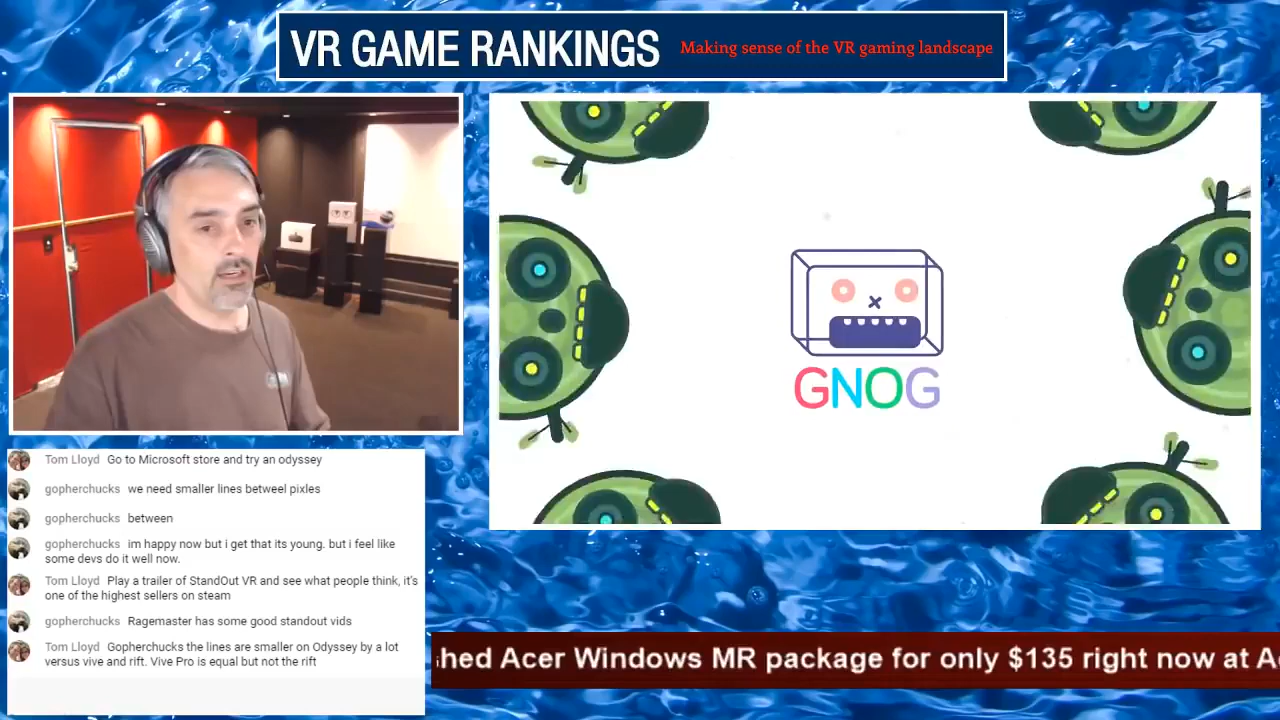 VR GAME RANKINGS Making sense of the VR gaming landscape
GNOG
Tom Lloyd Go to Microsoft store and try an odyssey
gopherchucks we need smaller lines betweel pixles
gopherchucks between
gopherchucks im happy now but i get that its young. but i feel like
some devs do it well now.
Tom Lloyd Play a trailer of StandOut VR and see what people think, it's
one of the highest sellers on steam
gopherchucks Ragemaster has some good standout vids
Tom Lloyd Gopherchucks the lines are smaller on Odyssey by a lot
versus vive and rift. Vive Pro is equal but not the rift
hed Acer Windows MR package for only $135 right now at A